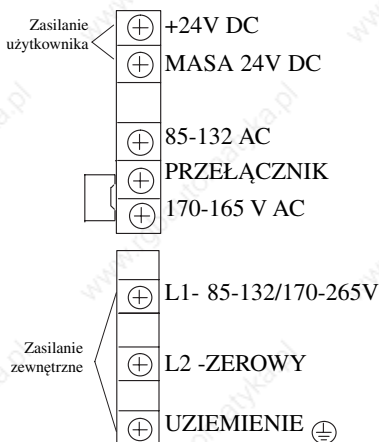 Zasilanie
użytkownika
+24V DC
MASA 24V DC
85-132 AC
PRZEŁĄCZNIK
170-165 V AC
L1- 85-132/170-265V
Zasilanie
zewnętrzne
L2 -ZEROWY
UZIEMIENIE